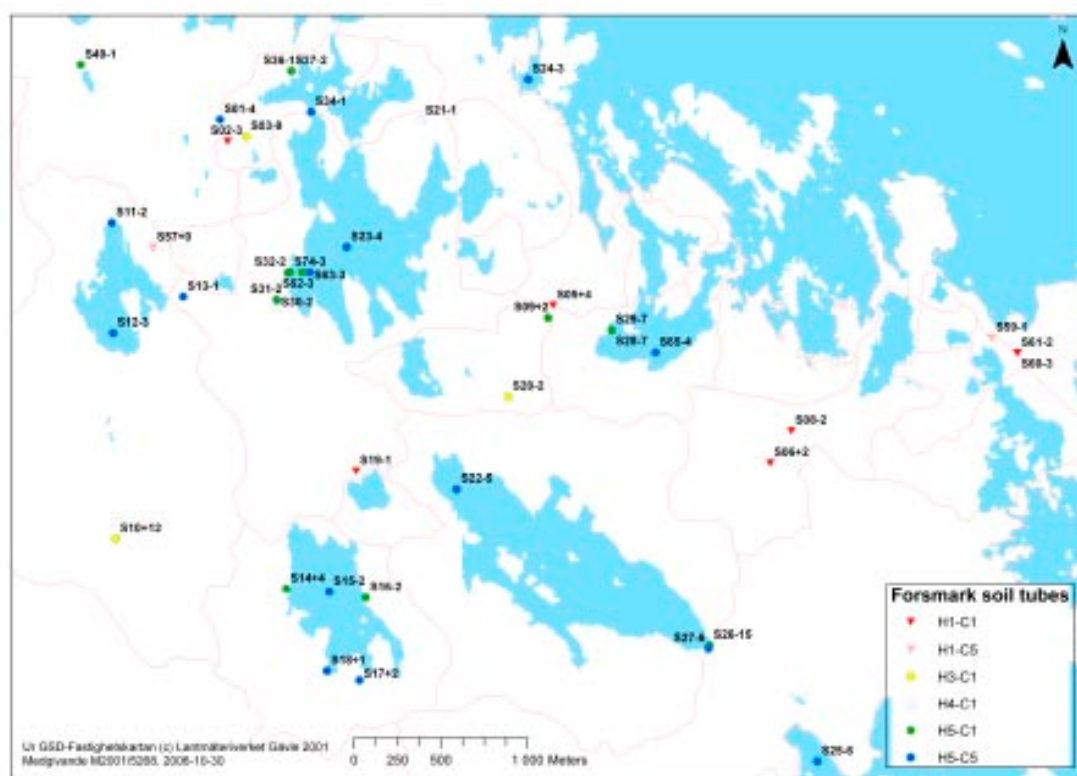 N
S49-1
S36-1 S37-2
S24-3
S01-4
S34-1
S21-1
S02-3
S03-8
S11-2
S57+0
S23-4
S32-2
S74-3
S63-3
S62-3
S31-2
S30-2
S13-1
S12-3
S05+4
S09+2
S29-7
S28-7
S65-4
S59-1
S61-2
S60-3
S20-2
S08-2
S06+2
S19-1
S22-5
S10+12
S14+4
S15-2
S16-2
S18+1
S17+2
S27-6
S26-15
S25-6
Forsmark soil tubes
H1-C1
H1-C5
H3-C1
H4-C1
H5-C1
H5-C5
Ur GSD-Fastighetskartan (c) Lantmäteriverket Gävle 2001
Medgivande M2001/5268, 2006-10-30
0 250 500 1 000 Meters